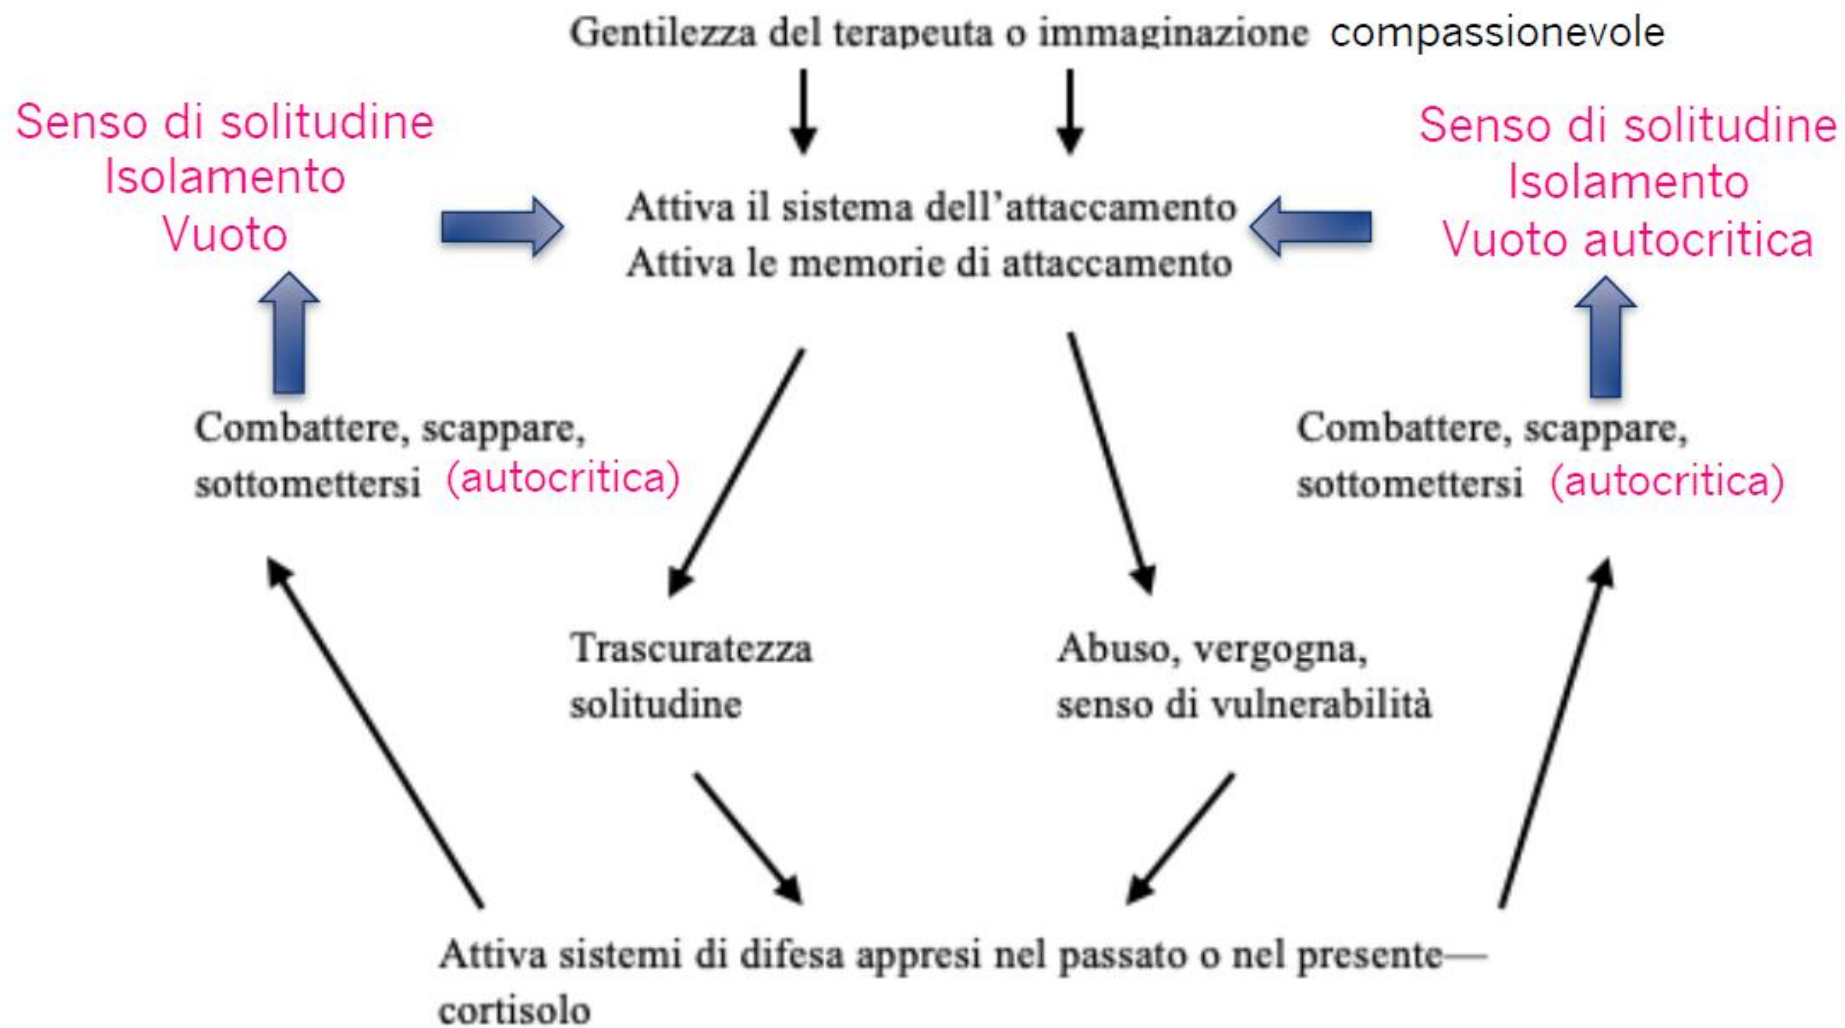 Gentilezza del terapeuta o immaginazione compassionevole
Senso di solitudine
Isolamento
Vuoto
Attiva il sistema dell'attaccamento
Attiva le memorie di attaccamento
Senso di solitudine
Isolamento
Vuoto autocritica
Combattere, scappare,
sottomettersi (autocritica)
Combattere, scappare,
sottomettersi (autocritica)
Trascuratezza
solitudine
Abuso, vergogna,
senso di vulnerabilità
Attiva sistemi di difesa appresi nel passato o nel presente—
cortisolo